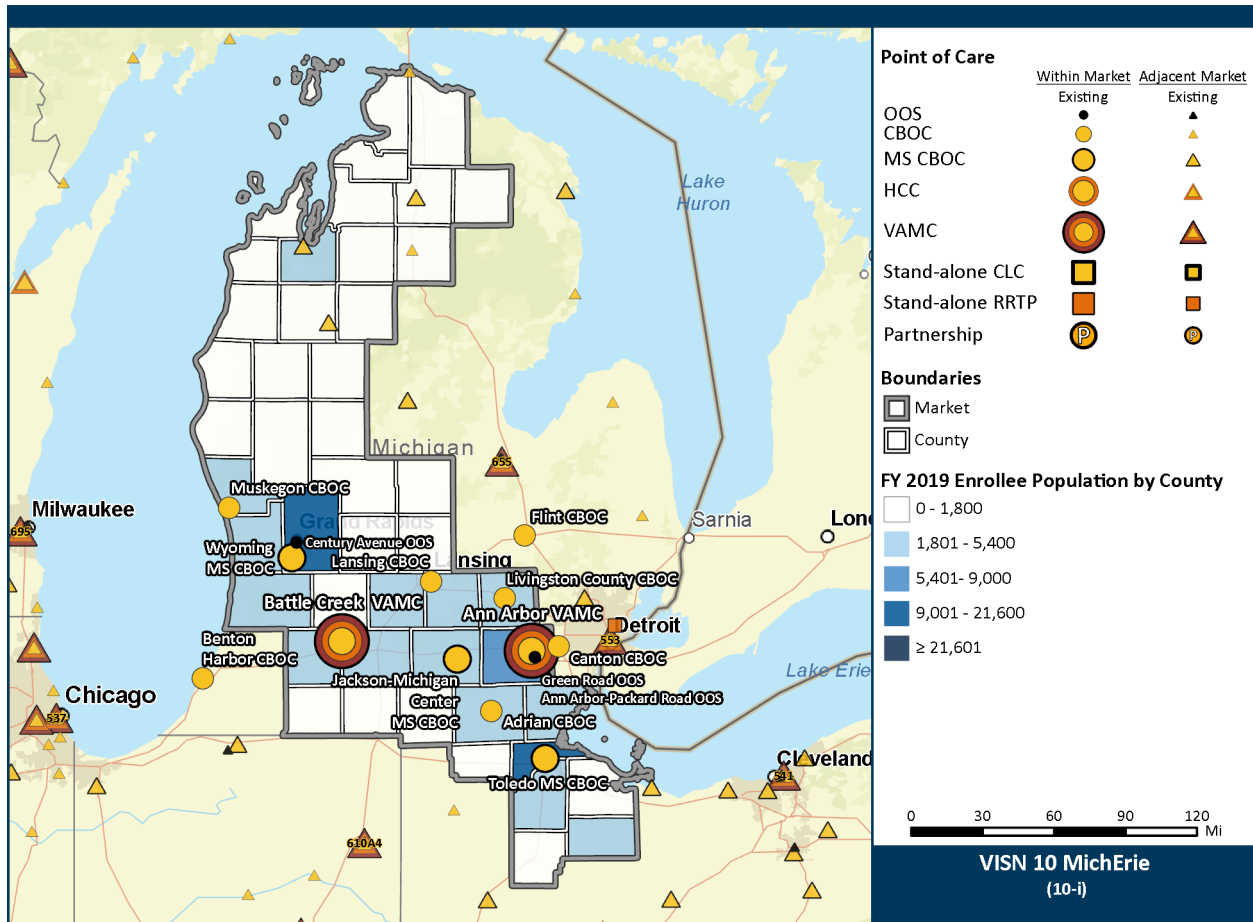 Lake
Huron
Michigan
655
Muskegon CBOC
Milwaukee
695
Grand Rapids
Century Avenue OOS
Wyoming
MS CBOC
Lansing CBOC
Lansing
Flint CBOC
Sarnia
Lon
Livingston County CBOC
Battle Creek VAMC
Ann Arbor VAMC
Detroit
553
Benton
Harbor CBOC
Canton CBOC
Lake Erie
Jackson-Michigan
Center
MS CBOC
Green Road OOS
Ann Arbor-Packard Road OOS
Chicago
537
Adrian CBOC
Cleveland
541
Toledo MS CBOC
610A4
Point of Care
Within Market
Adjacent Market
Existing
Existing
OOS
CBOC
MS CBOC
HCC
VAMC
Stand-alone CLC
Stand-alone RRTP
Partnership
P
P
Boundaries
Market
County
FY 2019 Enrollee Population by County
0 - 1,800
1,801 - 5,400
5,401- 9,000
9,001 - 21,600
≥ 21,601
0 30 60 90 120
Mi
VISN 10 MichErie
(10-i)